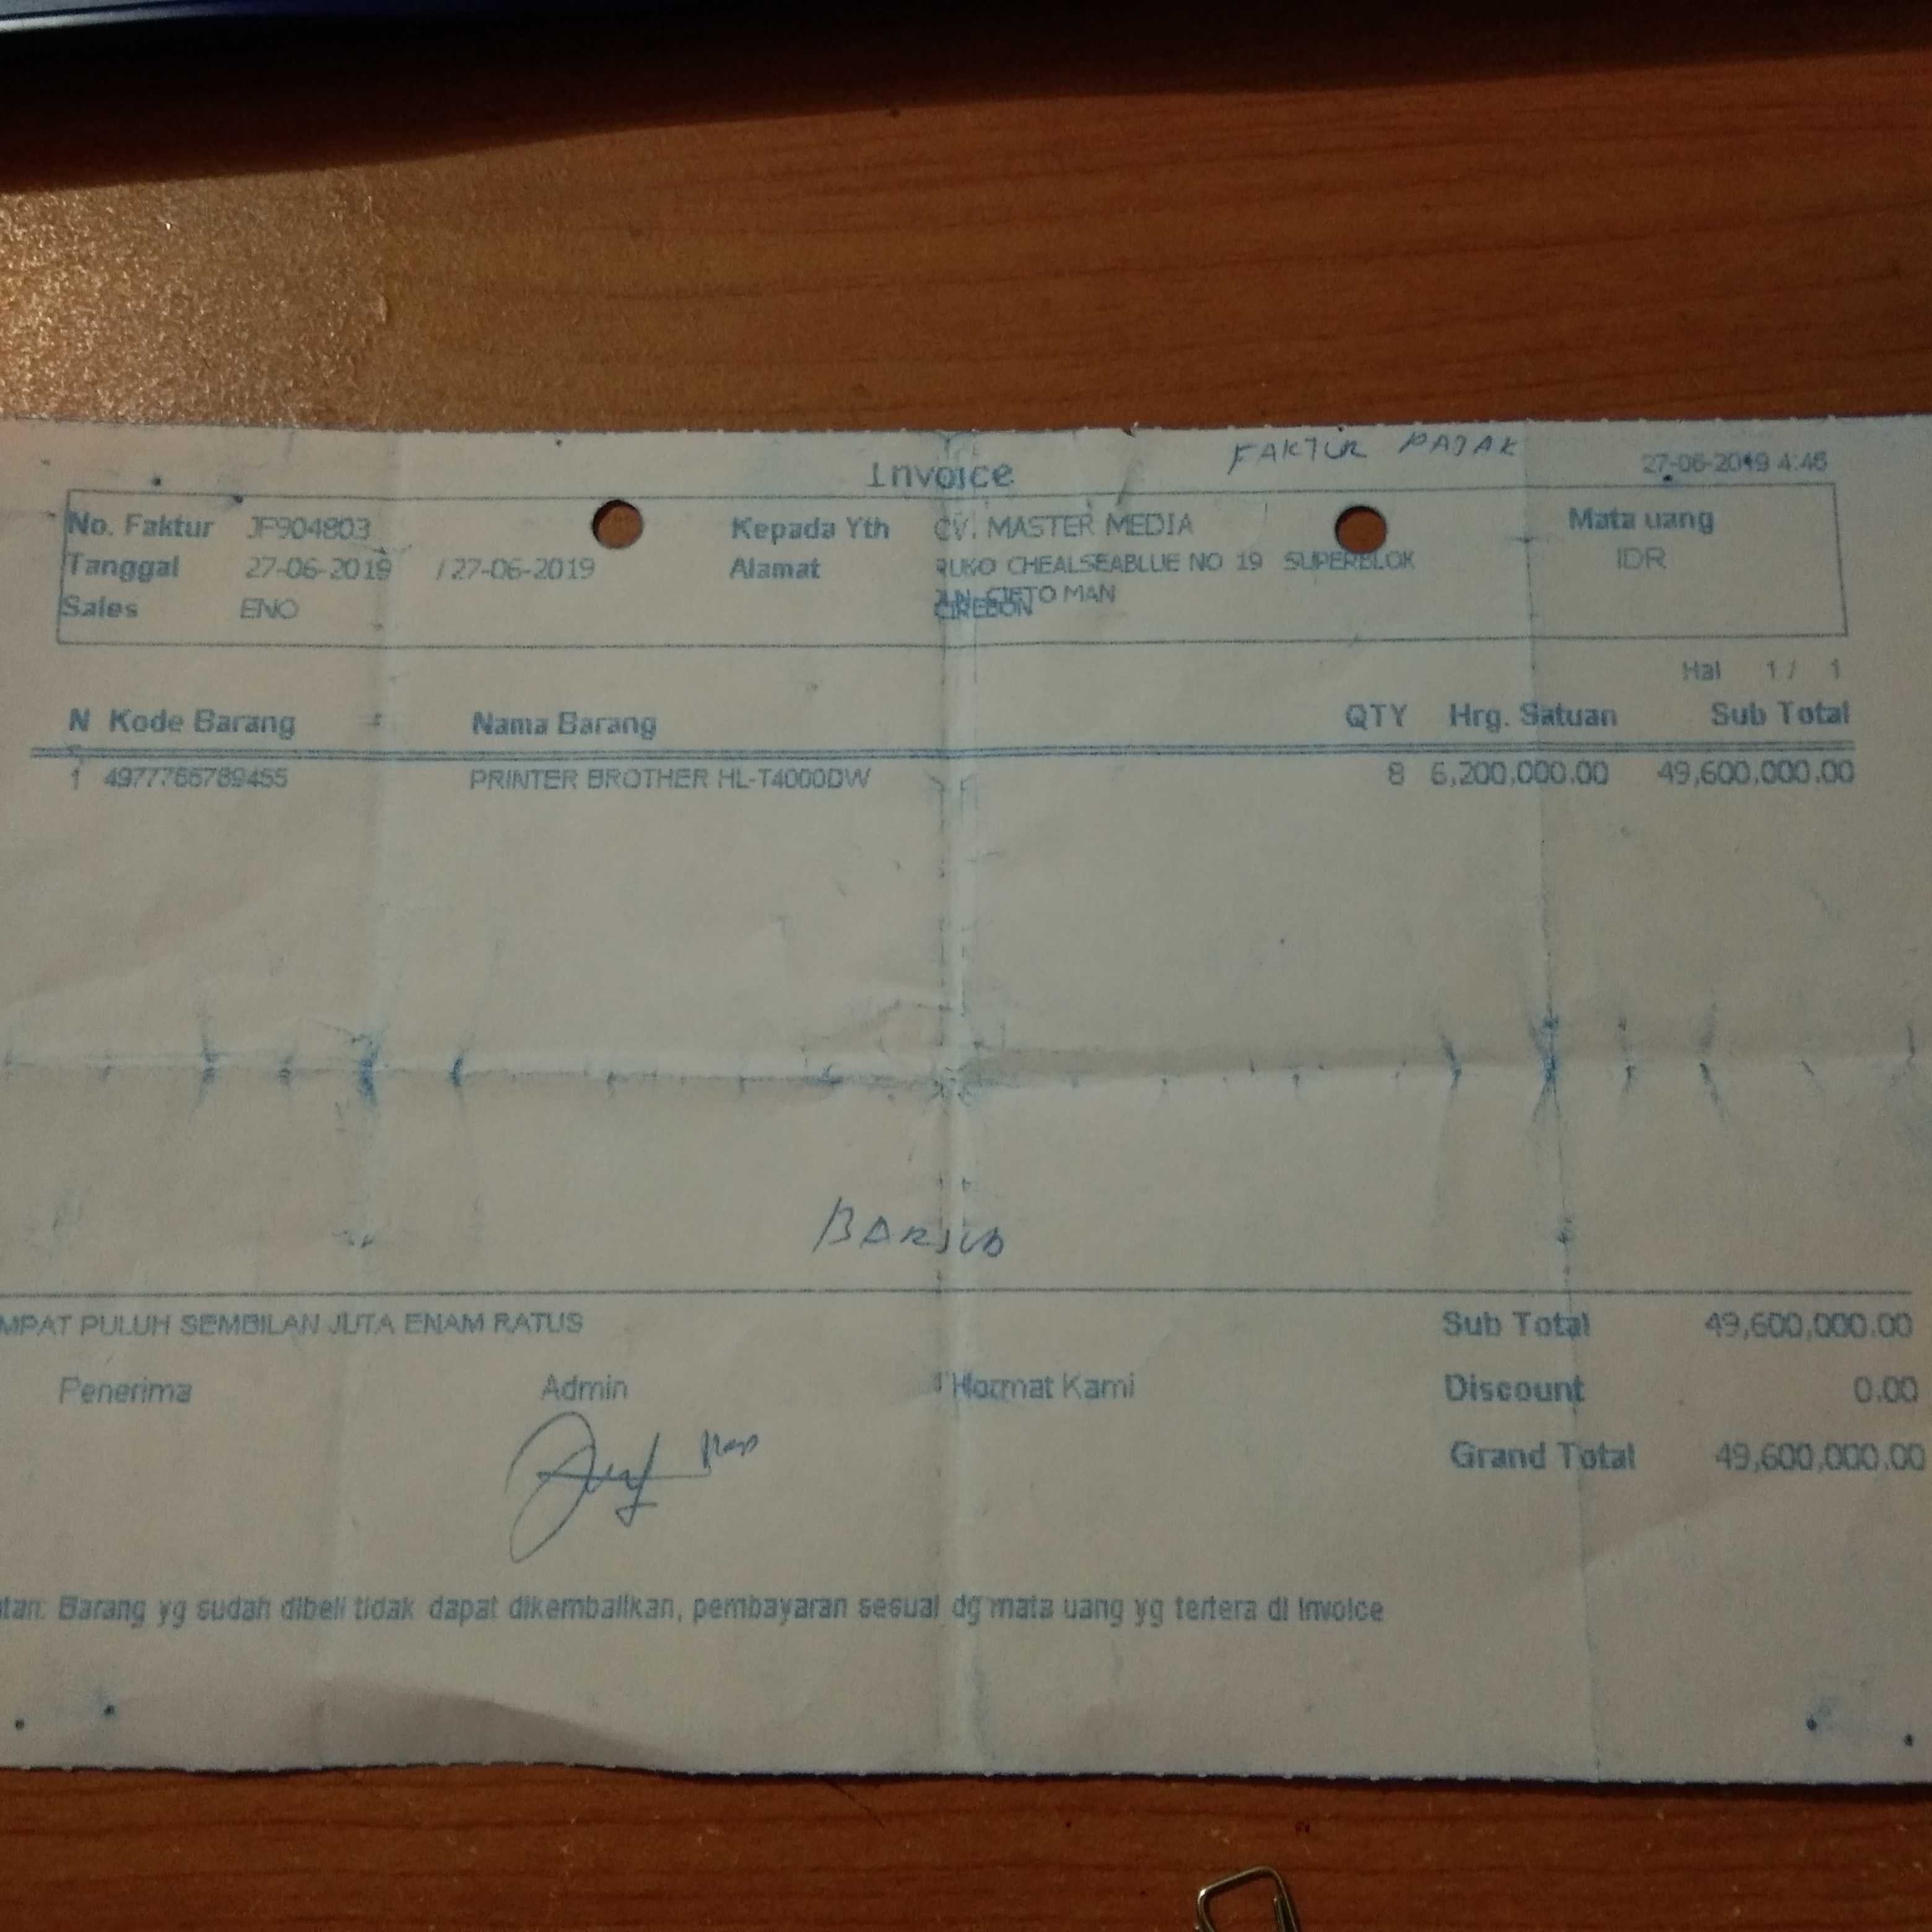 Invoice
FAKTUR PAJAK
27-06-2019 4:45
No. Faktur JF904803 Kepada Yth CV. MASTER MEDIA Mata uang
Tanggal 27-06-2019 / 27-06-2019 Alamat RUKO CHEALSEABLUE NO 19 SUPERBLOK IDR
JLN. CIPTO MAN
Sales ENO CIREBON
Hal 1 / 1
N Kode Barang Nama Barang QTY Hrg. Satuan Sub Total
1 4977766789455 PRINTER BROTHER HL-T4000DW 8 6,200,000.00 49,600,000.00
MPAT PULUH SEMBILAN JUTA ENAM RATUS Sub Total 49,600,000.00
Penerima Admin Hormat Kami Discount 0.00
Grand Total 49,600,000.00
tan: Barang yg sudah dibeli tidak dapat dikembalikan, pembayaran sesuai dg mata uang yg tertera di Invoice